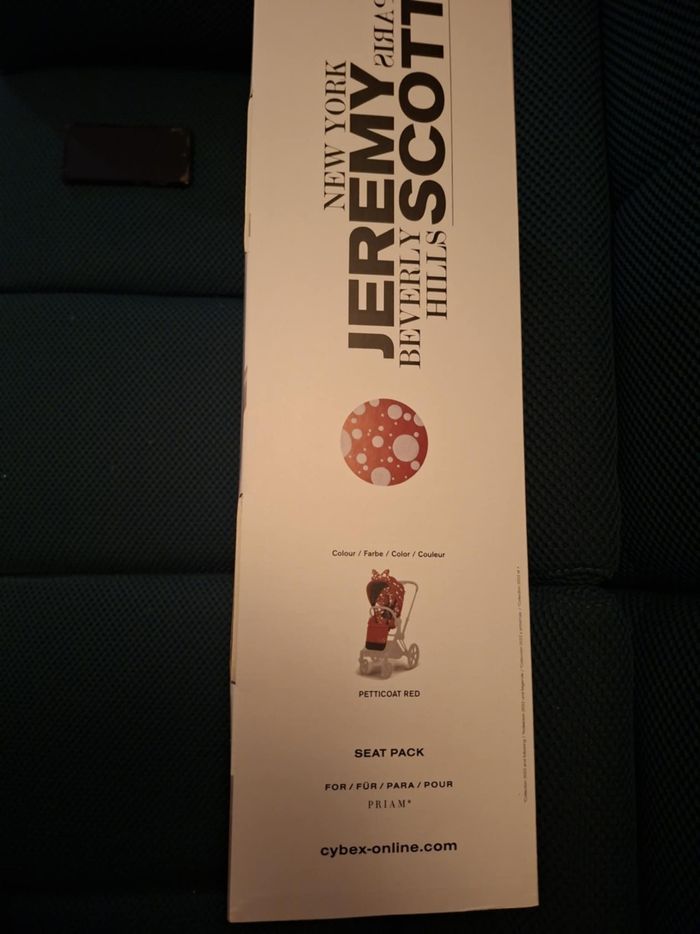 PARIS
NEW YORK
JEREMY SCOTT
BEVERLY
HILLS
Colour / Farbe / Color / Couleur
PETTICOAT RED
SEAT PACK
FOR / FÜR / PARA / POUR
PRIAM*
cybex-online.com